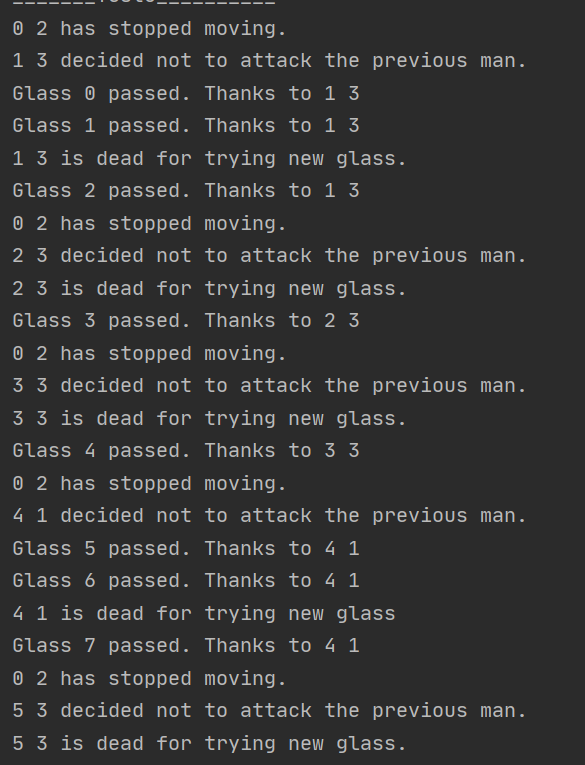 0 2 has stopped moving.
1 3 decided not to attack the previous man.
Glass 0 passed. Thanks to 1 3
Glass 1 passed. Thanks to 1 3
1 3 is dead for trying new glass.
Glass 2 passed. Thanks to 1 3
0 2 has stopped moving.
2 3 decided not to attack the previous man.
2 3 is dead for trying new glass.
Glass 3 passed. Thanks to 2 3
0 2 has stopped moving.
3 3 decided not to attack the previous man.
3 3 is dead for trying new glass.
Glass 4 passed. Thanks to 3 3
0 2 has stopped moving.
4 1 decided not to attack the previous man.
Glass 5 passed. Thanks to 4 1
Glass 6 passed. Thanks to 4 1
4 1 is dead for trying new glass
Glass 7 passed. Thanks to 4 1
0 2 has stopped moving.
5 3 decided not to attack the previous man.
5 3 is dead for trying new glass.